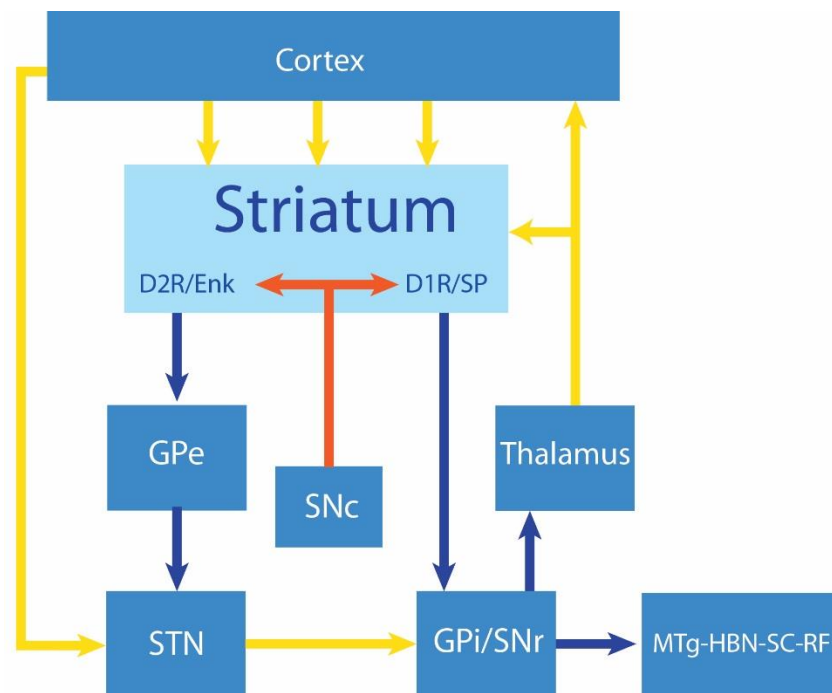 Cortex
Striatum
D2R/Enk
D1R/SP
GPe
SNc
Thalamus
STN
GPi/SNr
MTg-HBN-SC-RF